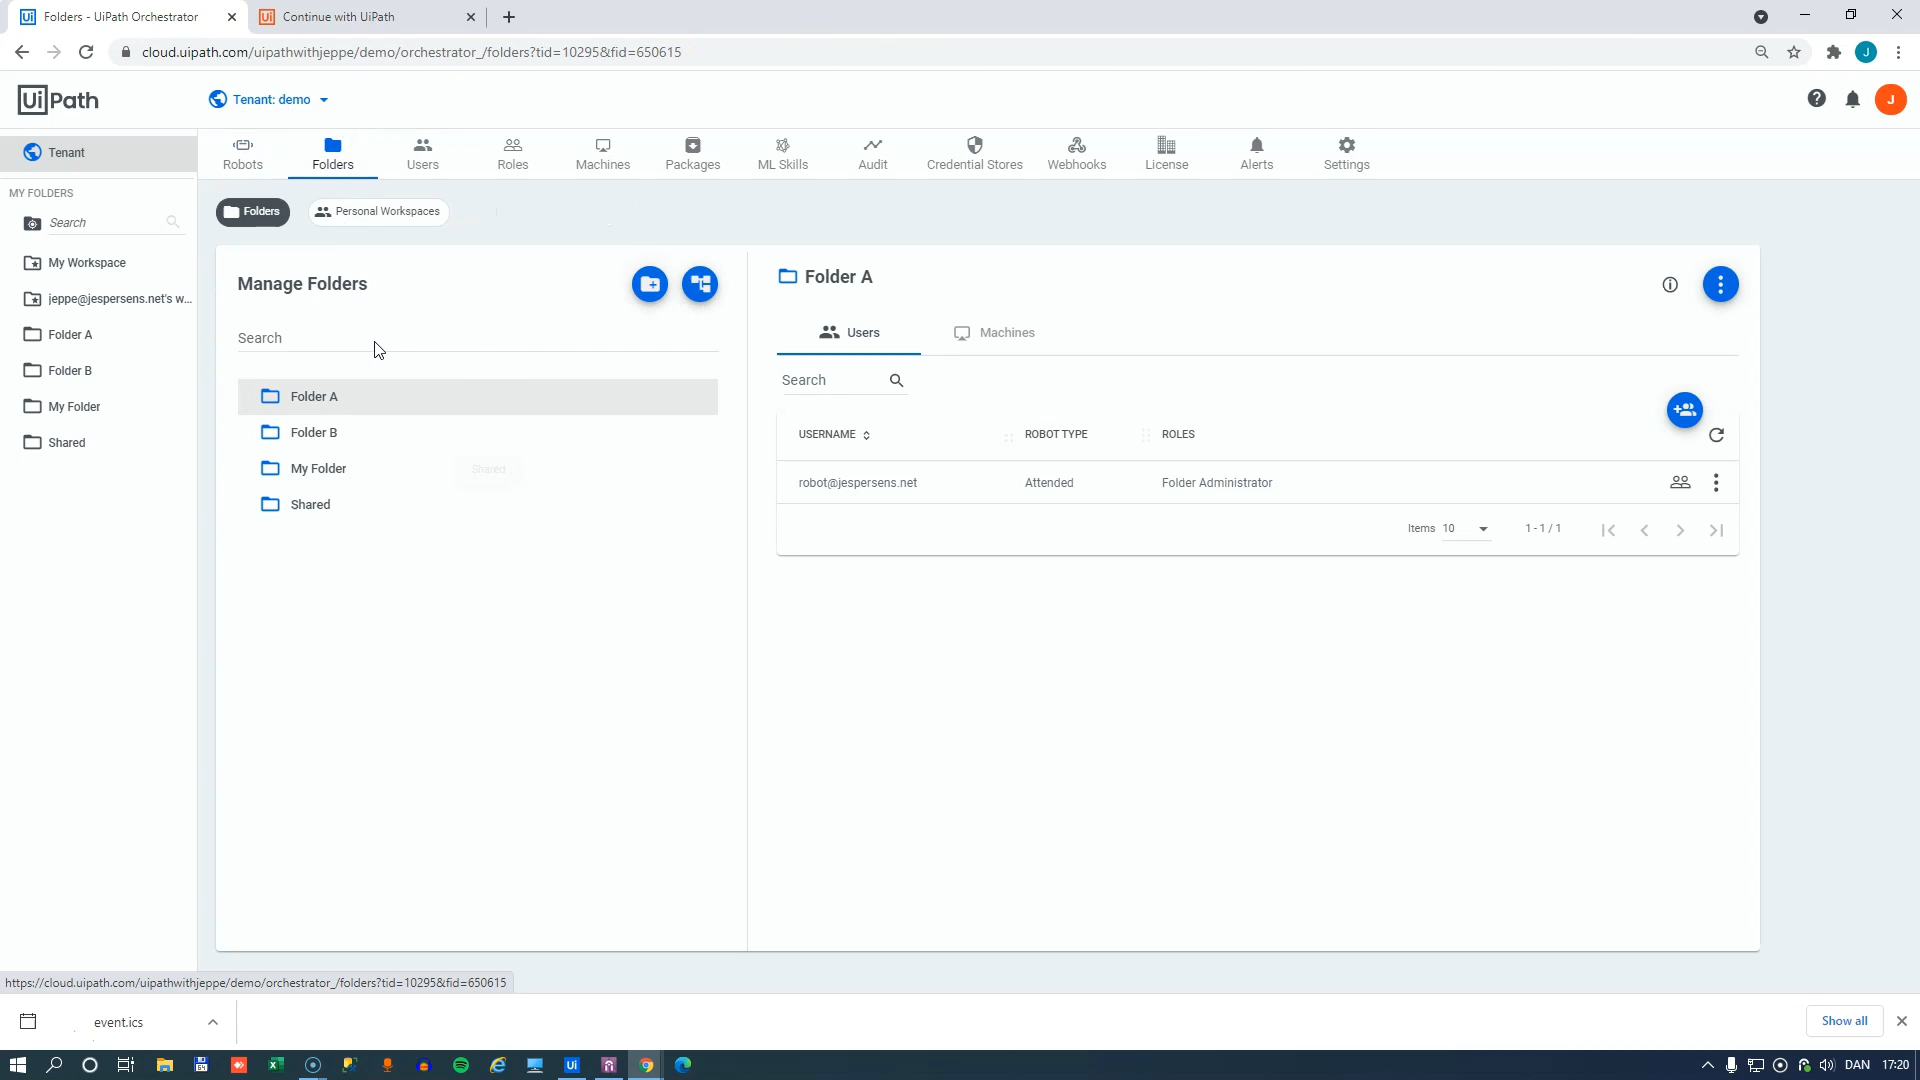 Folders - UiPath Orchestrator
Continue with UiPath
cloud.uipath.com/uipathwithjeppe/demo/orchestrator_/folders?tid=10295&fid=650615
J
UiPath
Tenant: demo
J
Tenant
Robots
Folders
Users
Roles
Machines
Packages
ML Skills
Audit
Credential Stores
Webhooks
License
Alerts
Settings
MY FOLDERS
Search
My Workspace
jeppe@jespersens.net's w...
Folder A
Folder B
My Folder
Shared
Folders
Personal Workspaces
Manage Folders
Search
Folder A
Folder B
My Folder
Shared
Shared
Folder A
Users
Machines
Search
USERNAME
ROBOT TYPE
ROLES
robot@jespersens.net
Attended
Folder Administrator
Items 10
1 - 1 / 1
https://cloud.uipath.com/uipathwithjeppe/demo/orchestrator_/folders?tid=10295&fid=650615
event.ics
Show all
DAN
17:20